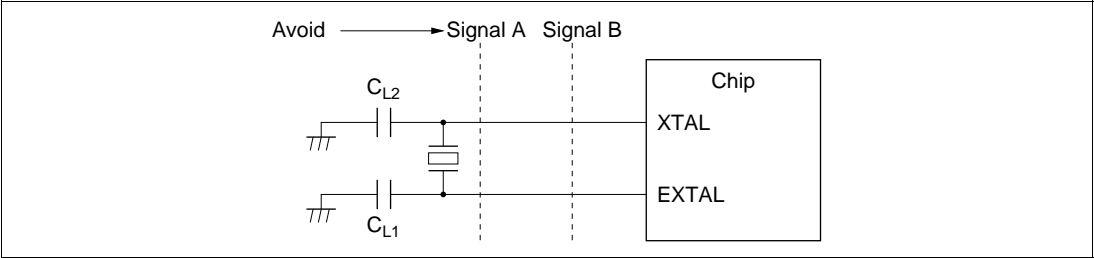 Avoid Signal A Signal B
Chip
CL2
XTAL
EXTAL
CL1